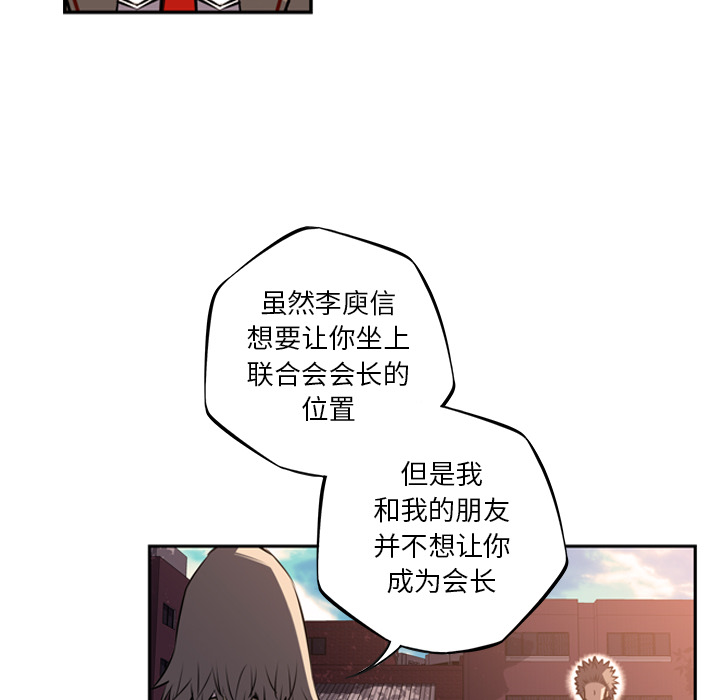 虽然李庾信
想要让你坐上
联合会会长的
位置
但是我
和我的朋友
并不想让你
成为会长